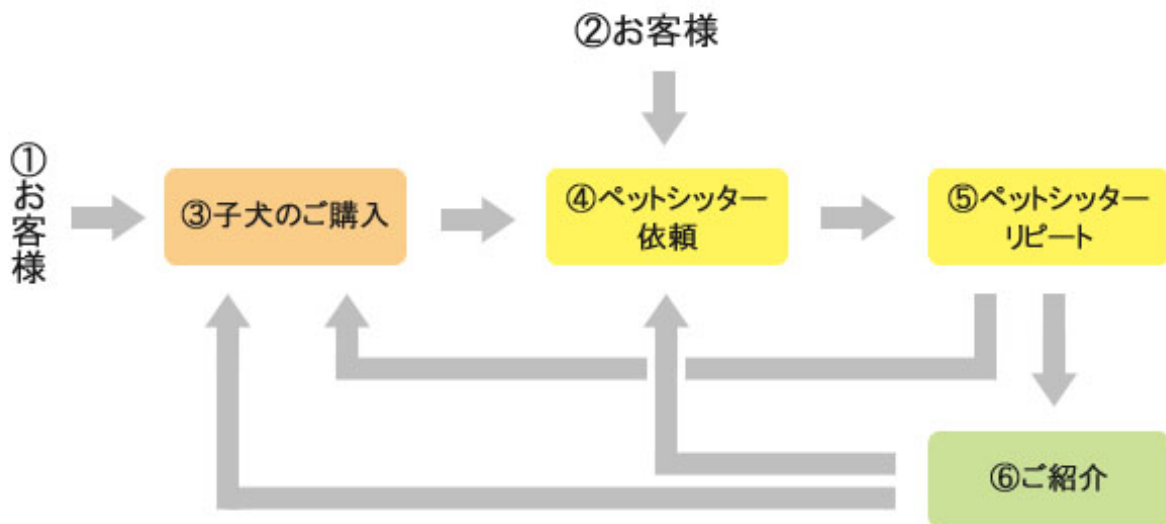 ②お客様
①お客様
③子犬のご購入
④ペットシッター
依頼
⑤ペットシッター
リピート
⑥ご紹介